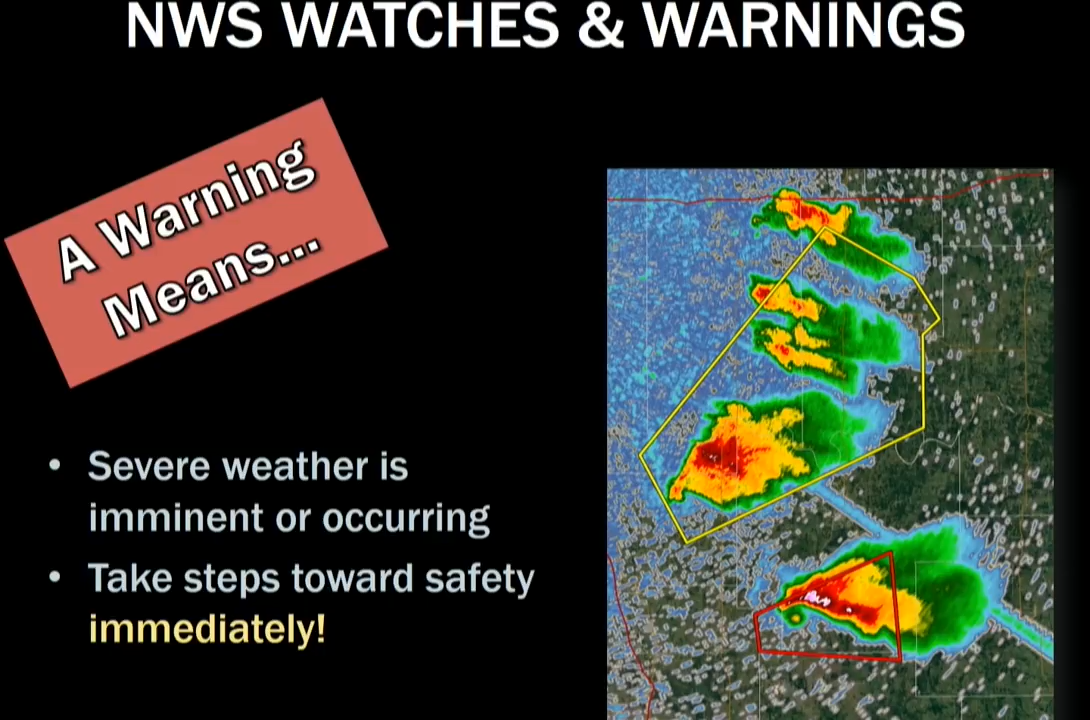 NWS WATCHES & WARNINGS
A Warning
Means...
• Severe weather is
imminent or occurring
• Take steps toward safety
immediately!